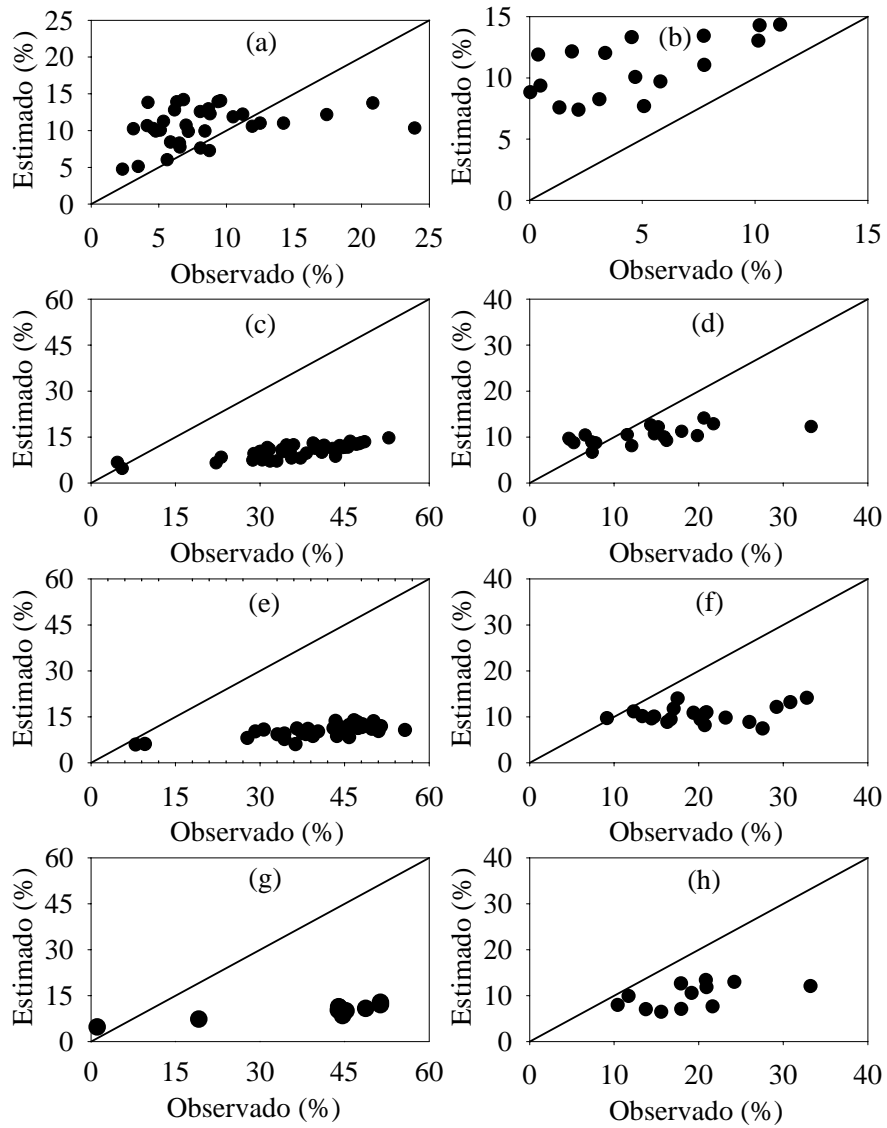 (a)
Estimado (%)
25
20
15
10
5
0
0 5 10 15 20 25
Observado (%)
(b)
Estimado (%)
15
10
5
0
0 5 10 15
Observado (%)
(c)
Estimado (%)
60
45
30
15
0
0 15 30 45 60
Observado (%)
(d)
Estimado (%)
40
30
20
10
0
0 10 20 30 40
Observado (%)
(e)
Estimado (%)
60
45
30
15
0
0 15 30 45 60
Observado (%)
(f)
Estimado (%)
40
30
20
10
0
0 10 20 30 40
Observado (%)
(g)
Estimado (%)
60
45
30
15
0
0 15 30 45 60
Observado (%)
(h)
Estimado (%)
40
30
20
10
0
0 10 20 30 40
Observado (%)